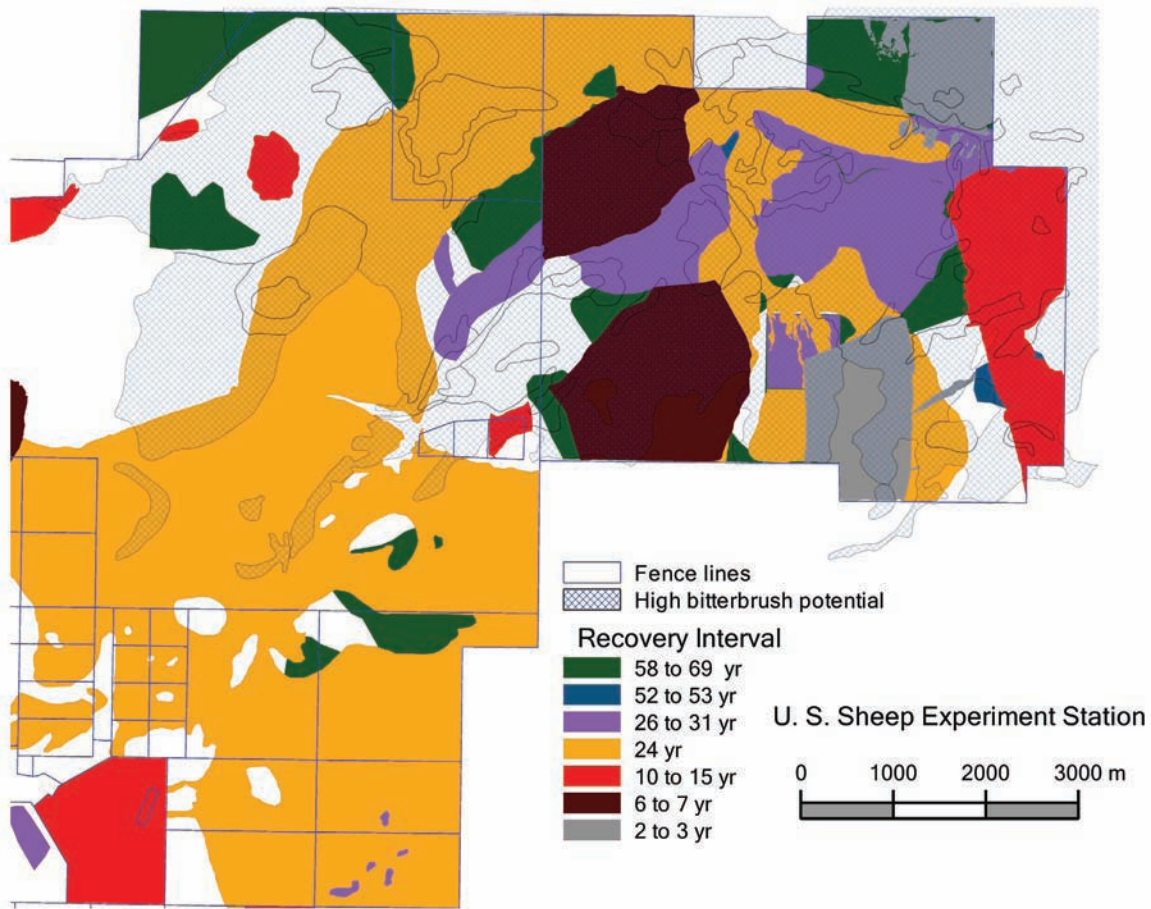 Fence lines
High bitterbrush potential
Recovery Interval
58 to 69 yr
52 to 53 yr
26 to 31 yr
24 yr
10 to 15 yr
6 to 7 yr
2 to 3 yr
U. S. Sheep Experiment Station
0 1000 2000 3000 m